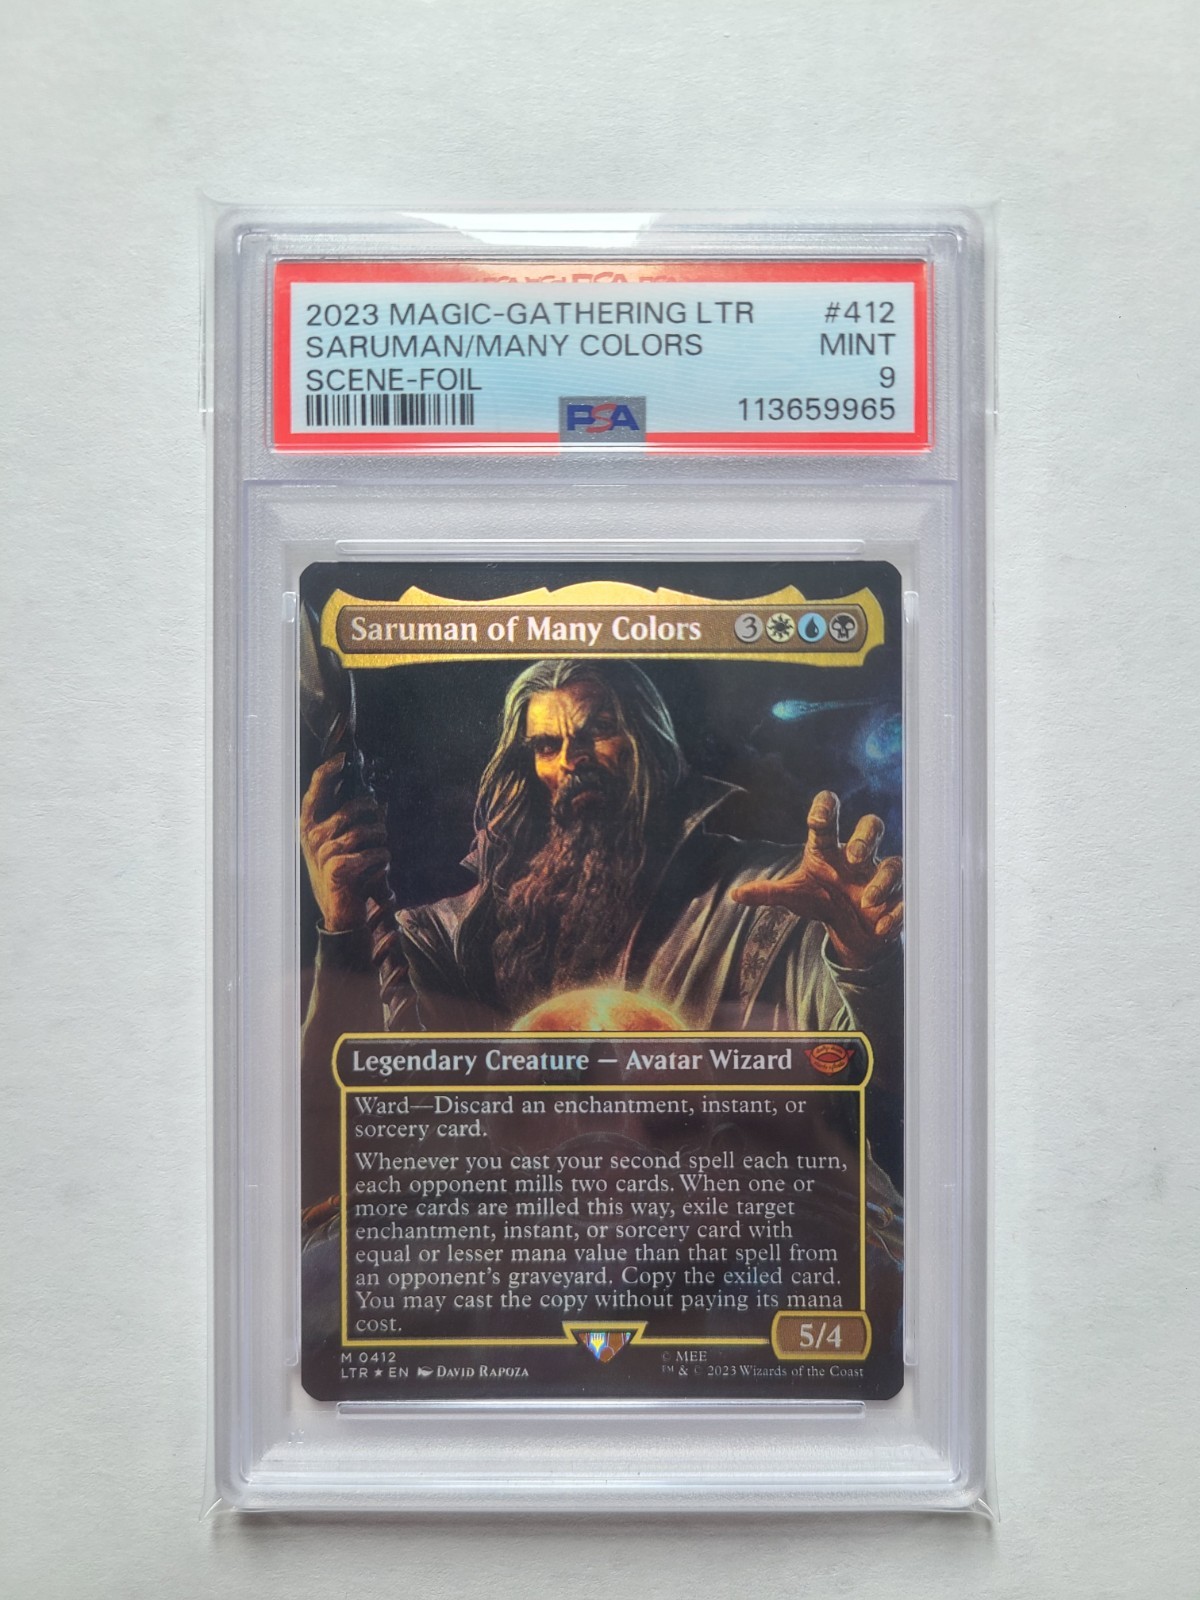 2023 MAGIC-GATHERING LTR #412
SARUMAN/MANY COLORS MINT
SCENE-FOIL 9
PSA 113659965
Saruman of Many Colors 3
Legendary Creature — Avatar Wizard
Ward—Discard an enchantment, instant, or
sorcery card.
Whenever you cast your second spell each turn,
each opponent mills two cards. When one or
more cards are milled this way, exile target
enchantment, instant, or sorcery card with
equal or lesser mana value than that spell from
an opponent's graveyard. Copy the exiled card.
You may cast the copy without paying its mana
cost.
5/4
M 0412 © MEE
LTR ★ EN DAVID RAPOZA ™ & © 2023 Wizards of the Coast